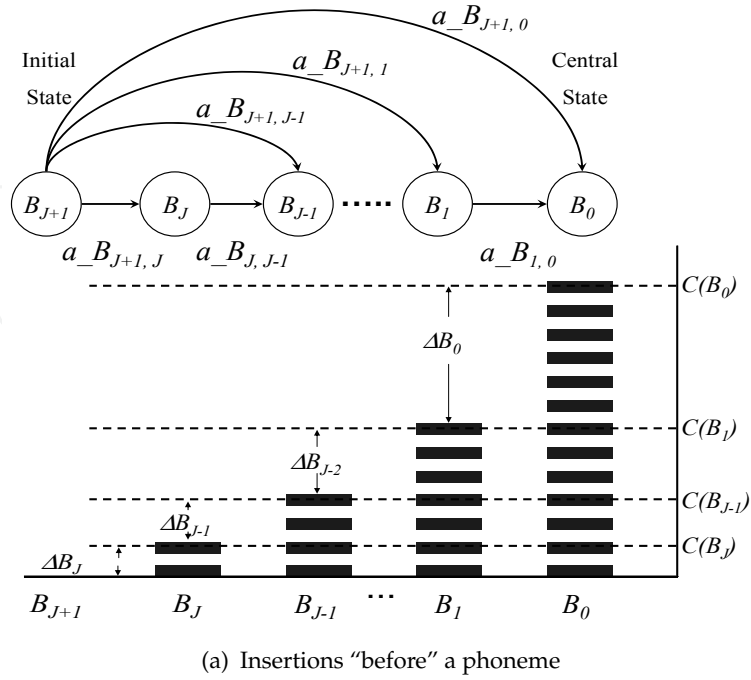 a_B_{J+1, 0}
Initial State
a_B_{J+1, 1}
Central State
a_B_{J+1, J-1}
B_{J+1}
B_J
B_{J-1}
.....
B_1
B_0
a_B_{J+1, J}
a_B_{J, J-1}
a_B_{1, 0}
C(B_0)
ΔB_0
C(B_1)
ΔB_{J-2}
C(B_{J-1})
ΔB_{J-1}
C(B_J)
ΔB_J
B_{J+1}
B_J
B_{J-1}
...
B_1
B_0
(a) Insertions “before” a phoneme